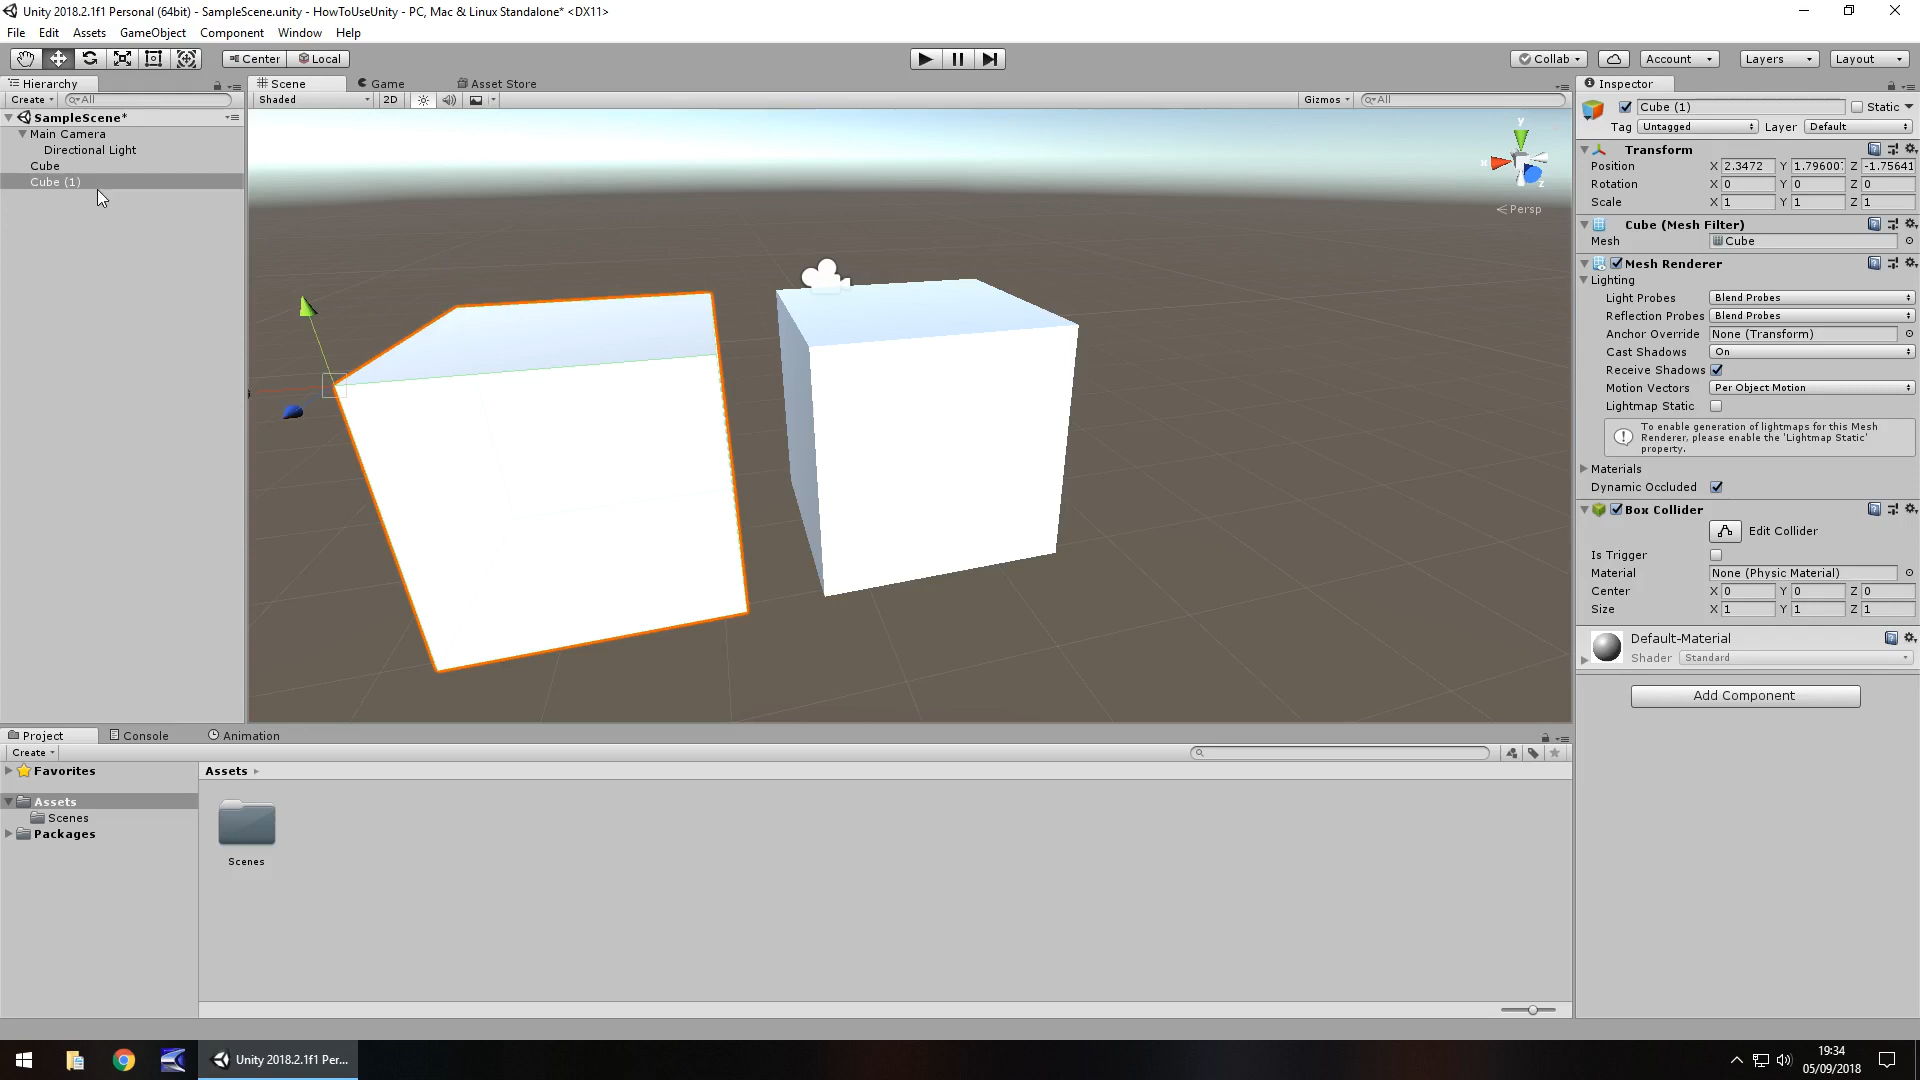 Unity 2018.2.1f1 Personal (64bit) - SampleScene.unity - HowToUseUnity - PC, Mac & Linux Standalone* <DX11>
File Edit Assets GameObject Component Window Help
Center Local Collab Account Layers Layout
Hierarchy Scene Game Asset Store Inspector
Create All Shaded 2D Gizmos All
Cube (1) Static
SampleScene*
Tag Untagged Layer Default
Main Camera
Directional Light
Cube
Cube (1)
y
x
z
Persp
Transform
Position X 2.3472 Y 1.796007 Z -1.75641
Rotation X 0 Y 0 Z 0
Scale X 1 Y 1 Z 1
Cube (Mesh Filter)
Mesh Cube
Mesh Renderer
Lighting
Light Probes Blend Probes
Reflection Probes Blend Probes
Anchor Override None (Transform)
Cast Shadows On
Receive Shadows
Motion Vectors Per Object Motion
Lightmap Static
To enable generation of lightmaps for this Mesh
Renderer, please enable the 'Lightmap Static'
property.
Materials
Dynamic Occluded
Box Collider
Edit Collider
Is Trigger
Material None (Physic Material)
Center X 0 Y 0 Z 0
Size X 1 Y 1 Z 1
Default-Material
Shader Standard
Add Component
Project Console Animation
Create
Favorites
Assets
Scenes
Packages
Assets
Scenes
Unity 2018.2.1f1 Per...
19:34
05/09/2018